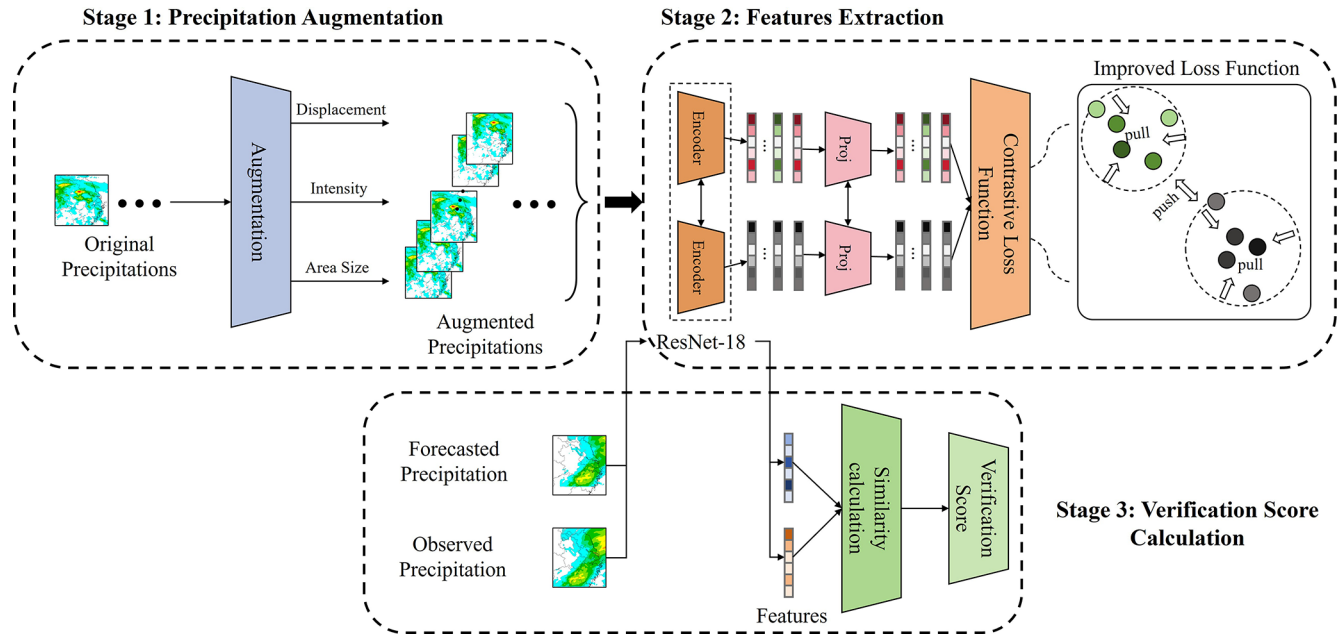 Stage 1: Precipitation Augmentation
Stage 2: Features Extraction
Displacement
Intensity
Area Size
Augmentation
Original
Precipitations
Augmented
Precipitations
Encoder
Encoder
Proj
Proj
Contrastive Loss
Function
Improved Loss Function
pull
push
pull
ResNet-18
Forecasted
Precipitation
Observed
Precipitation
Features
Similarity
calculation
Verification
Score
Stage 3: Verification Score
Calculation